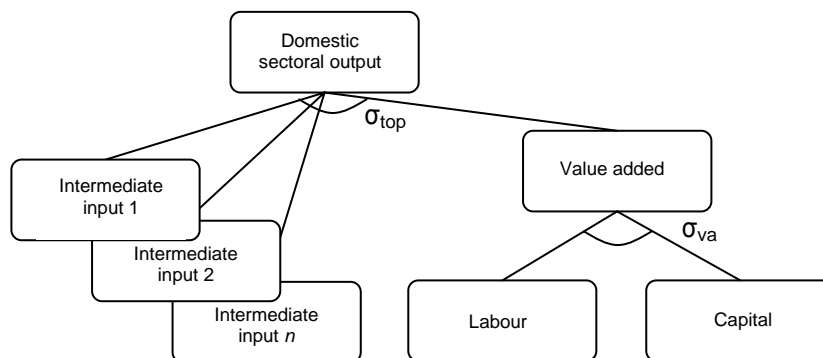 Domestic
sectoral output
σtop
Intermediate
input 1
Value added
Intermediate
input 2
σva
Intermediate
input n
Labour
Capital